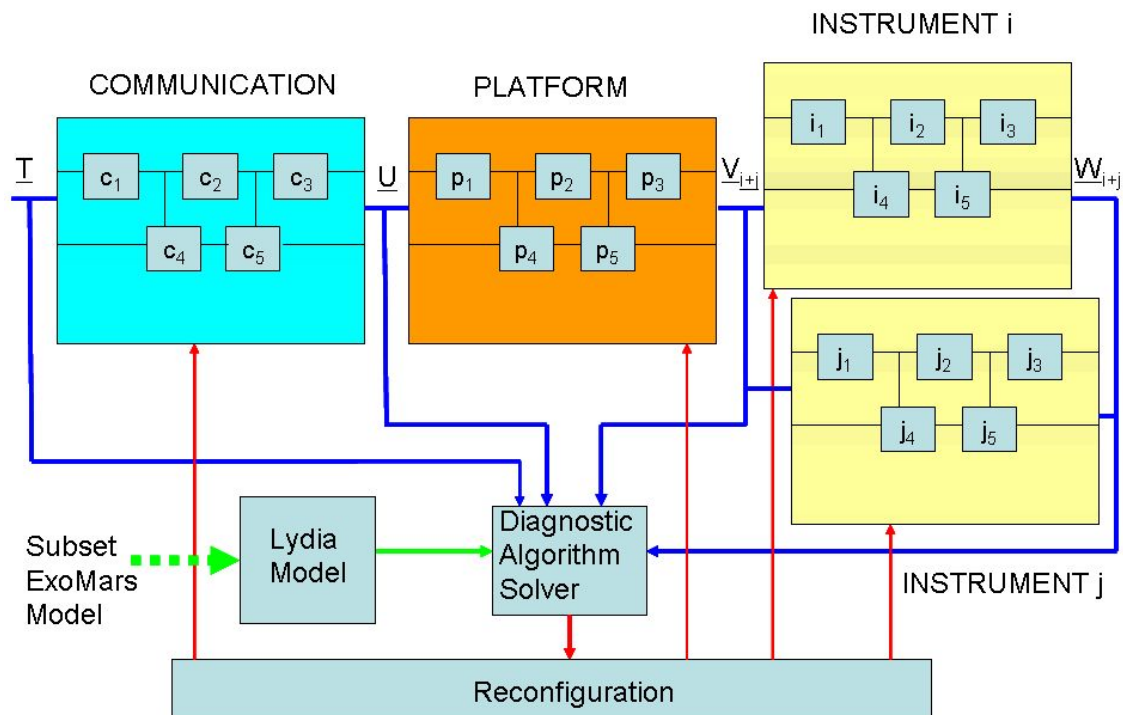 INSTRUMENT i
COMMUNICATION
PLATFORM
T
c1
c2
c3
c4
c5
U
p1
p2
p3
p4
p5
Vi+j
i1
i2
i3
i4
i5
Wi+j
j1
j2
j3
j4
j5
INSTRUMENT j
Subset
ExoMars
Model
Lydia
Model
Diagnostic
Algorithm
Solver
Reconfiguration